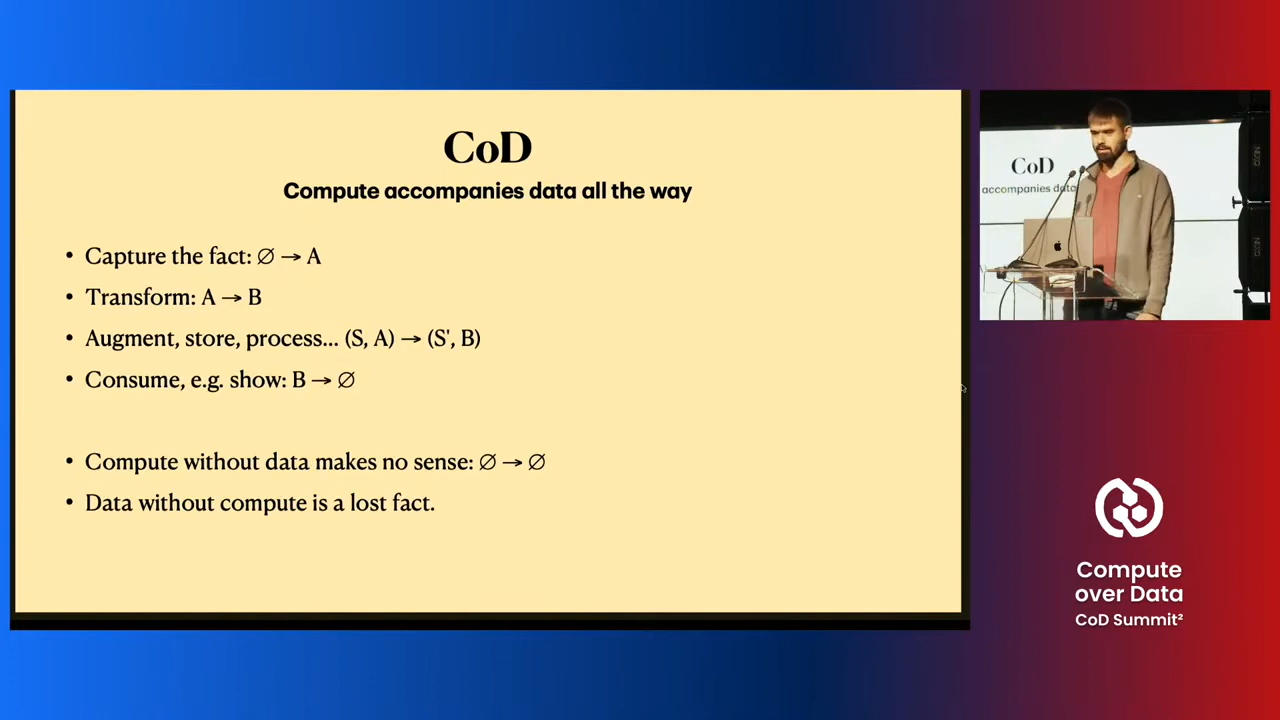 CoD
Compute accompanies data all the way
• Capture the fact: ∅ → A
• Transform: A → B
• Augment, store, process... (S, A) → (S', B)
• Consume, e.g. show: B → ∅
• Compute without data makes no sense: ∅ → ∅
• Data without compute is a lost fact.
CoD
accompanies data
Compute
over Data
CoD Summit²